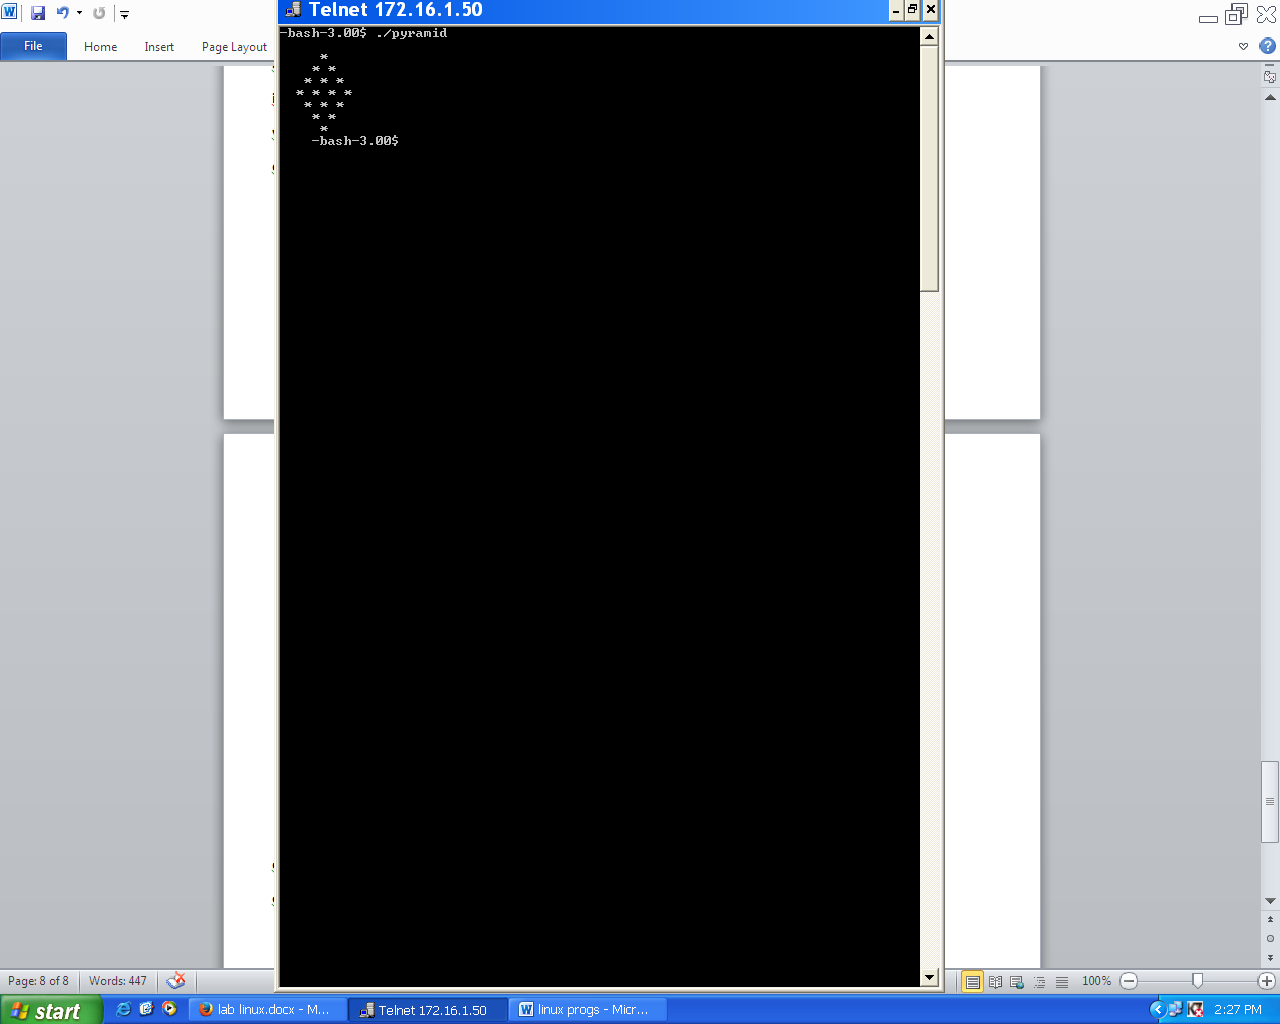 Telnet 172.16.1.50
File Home Insert Page Layout
-bash-3.00$ ./pyramid
*
* *
* * *
* * * *
* * *
* *
*
-bash-3.00$
Page: 8 of 8 Words: 447 100%
start lab linux.docx - M... Telnet 172.16.1.50 linux progs - Micr... 2:27 PM